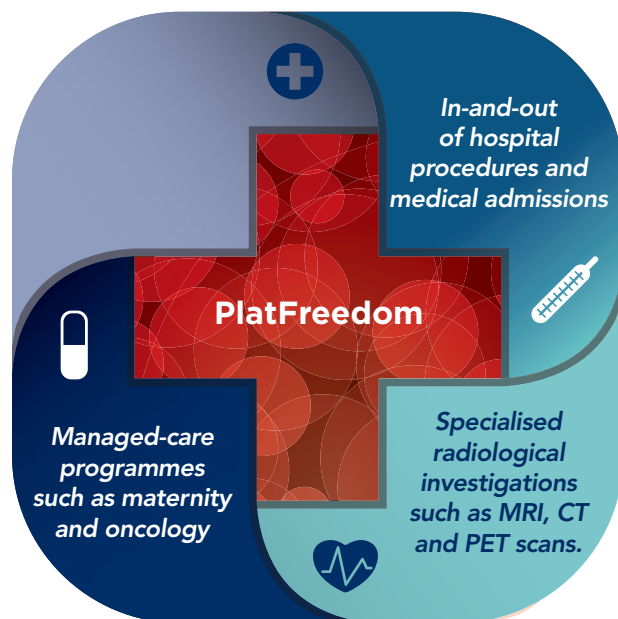 In-and-out
of hospital
procedures and
medical admissions
PlatFreedom
Managed-care
programmes
such as maternity
and oncology
Specialised
radiological
investigations
such as MRI, CT
and PET scans.